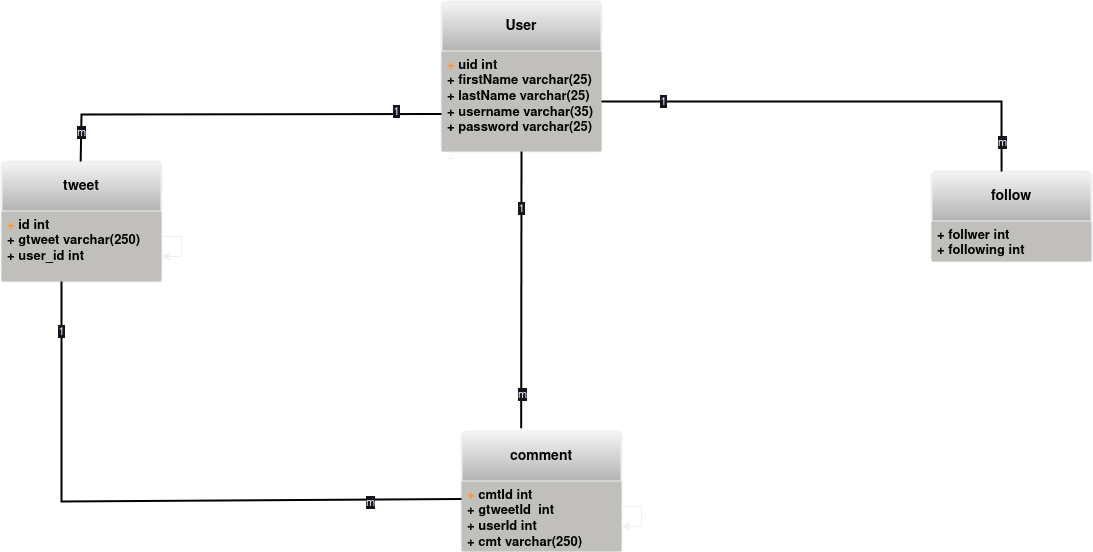 User
+ uid int
+ firstName varchar(25)
+ lastName varchar(25)
+ username varchar(35)
+ password varchar(25)
1
m
1
m
1
m
tweet
+ id int
+ gtweet varchar(250)
+ user_id int
follow
+ follwer int
+ following int
1
m
comment
+ cmtId int
+ gtweetId int
+ userId int
+ cmt varchar(250)